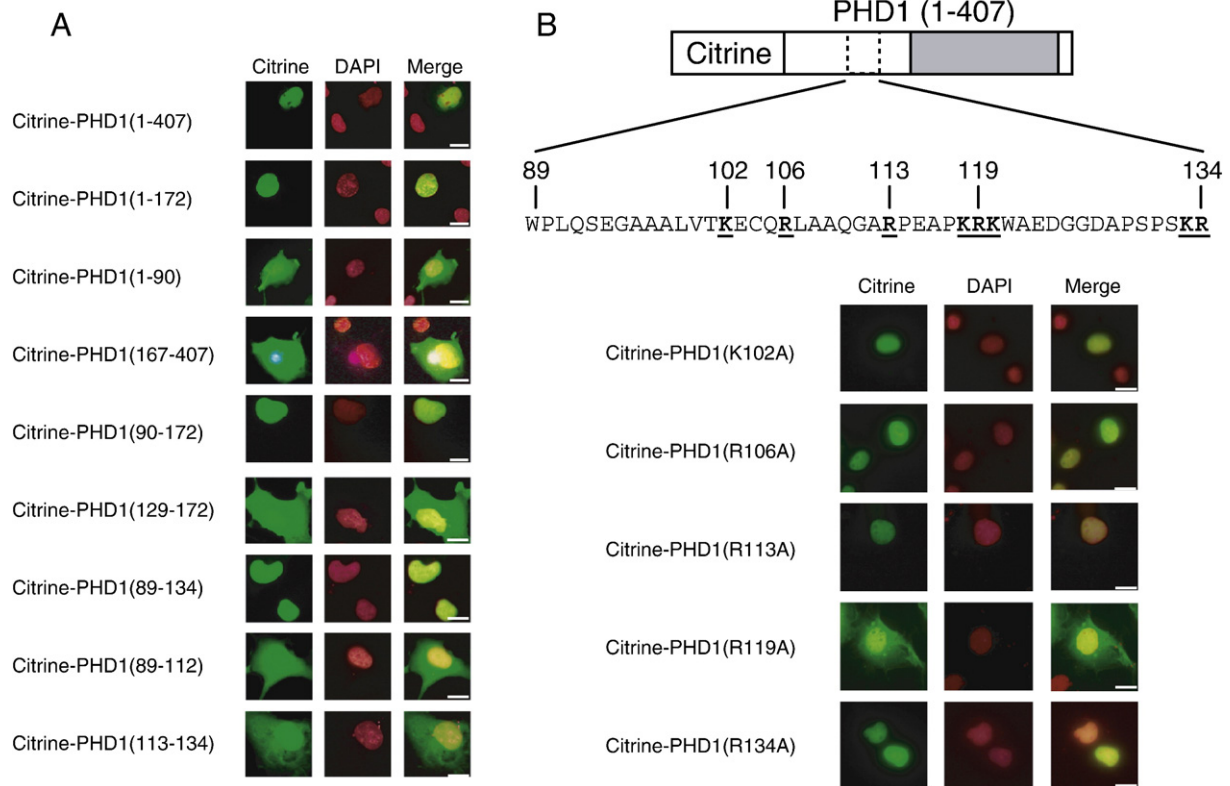 A
Citrine DAPI Merge
Citrine-PHD1(1-407)
Citrine-PHD1(1-172)
Citrine-PHD1(1-90)
Citrine-PHD1(167-407)
Citrine-PHD1(90-172)
Citrine-PHD1(129-172)
Citrine-PHD1(89-134)
Citrine-PHD1(89-112)
Citrine-PHD1(113-134)
B
PHD1 (1-407)
Citrine
89 102 106 113 119 134
WPLQSEGAAALVTKECQRLAAQGARPEAPKRKWAEDGGDAPSPSKR
Citrine DAPI Merge
Citrine-PHD1(K102A)
Citrine-PHD1(R106A)
Citrine-PHD1(R113A)
Citrine-PHD1(R119A)
Citrine-PHD1(R134A)